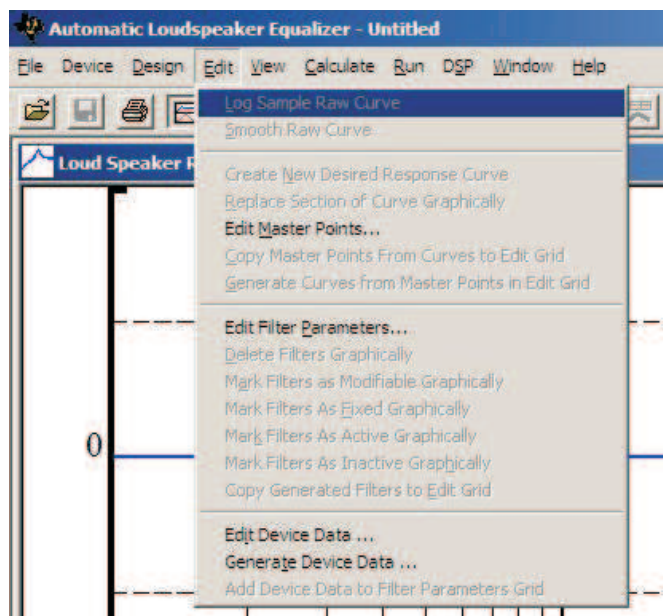 Automatic Loudspeaker Equalizer - Untitled
File Device Design Edit View Calculate Run DSP Window Help
Log Sample Raw Curve
Smooth Raw Curve
Loud Speaker R
Create New Desired Response Curve
Replace Section of Curve Graphically
Edit Master Points...
Copy Master Points From Curves to Edit Grid
Generate Curves from Master Points in Edit Grid
Edit Filter Parameters...
Delete Filters Graphically
Mark Filters as Modifiable Graphically
Mark Filters As Fixed Graphically
Mark Filters As Active Graphically
0
Mark Filters As Inactive Graphically
Copy Generated Filters to Edit Grid
Edit Device Data ...
Generate Device Data ...
Add Device Data to Filter Parameters Grid